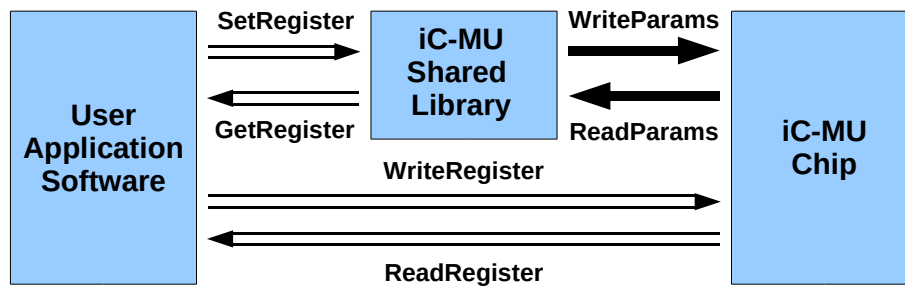 User
Application
Software
SetRegister
GetRegister
iC-MU
Shared
Library
WriteParams
ReadParams
WriteRegister
ReadRegister
iC-MU
Chip